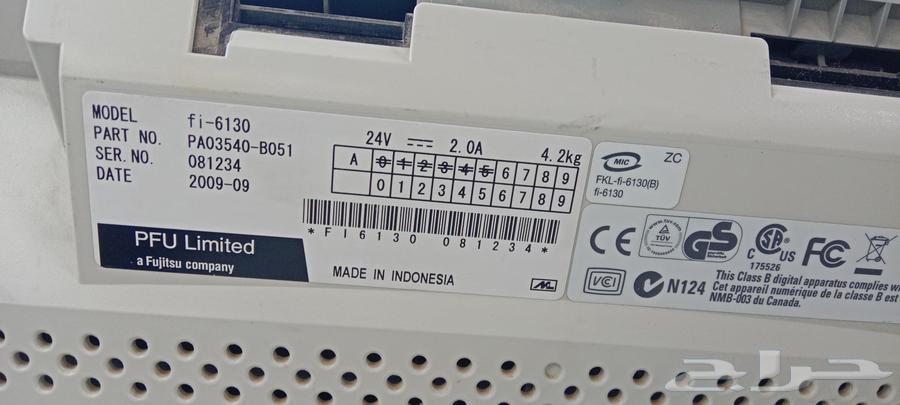 MODEL fi-6130
PART NO. PA03540-B051
SER. NO. 081234
DATE 2009-09
24V ⎓ 2.0A 4.2kg
A 0 1 2 3 4 5 6 7 8 9
0 1 2 3 4 5 6 7 8 9
*FI6130 081234*
PFU Limited
a Fujitsu company
MADE IN INDONESIA
MIC ZC
FKL-fi-6130(B)
fi-6130
CE TÜV GS SA C US FC
175526
VCI N124
This Class B digital apparatus complies
Cet appareil numérique de la classe B est
NMB-003 du Canada.
حراج